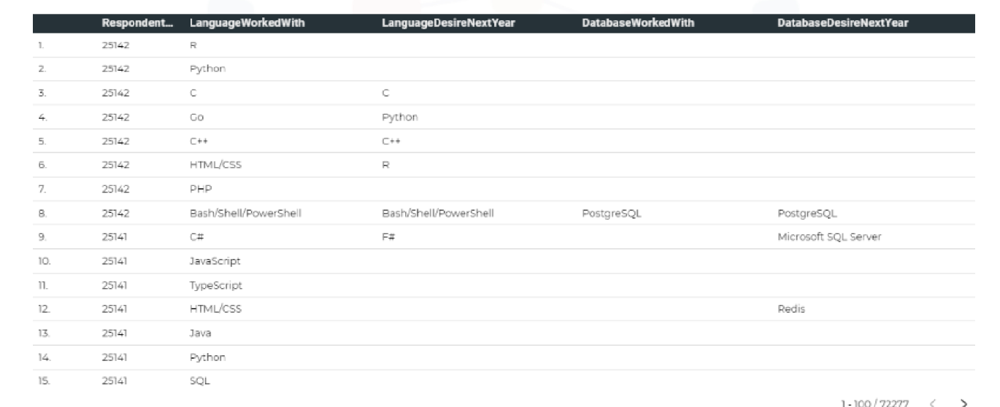 Respondent... LanguageWorkedWith LanguageDesireNextYear DatabaseWorkedWith DatabaseDesireNextYear
1. 25142 R
2. 25142 Python
3. 25142 C C
4. 25142 Go Python
5. 25142 C++ C++
6. 25142 HTML/CSS R
7. 25142 PHP
8. 25142 Bash/Shell/PowerShell Bash/Shell/PowerShell PostgreSQL PostgreSQL
9. 25141 C# F# Microsoft SQL Server
10. 25141 JavaScript
11. 25141 TypeScript
12. 25141 HTML/CSS Redis
13. 25141 Java
14. 25141 Python
15. 25141 SQL
1 - 100 / 72277 < >